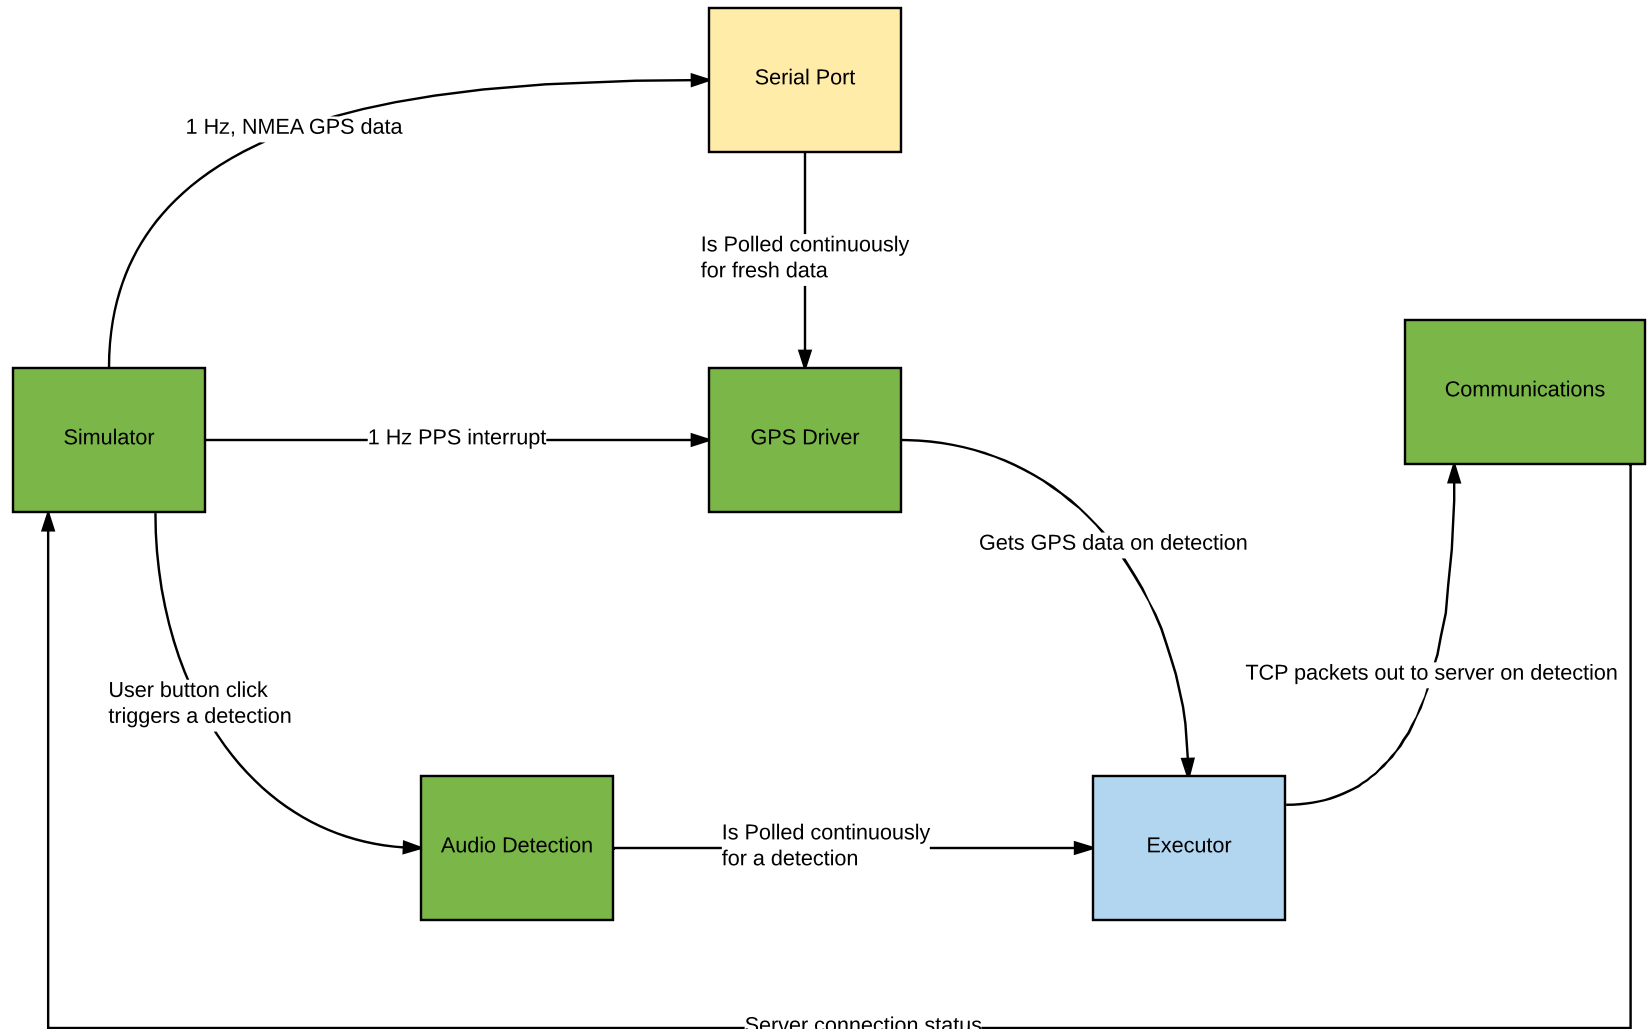 Serial Port
1 Hz, NMEA GPS data
Is Polled continuously
for fresh data
Communications
Simulator
1 Hz PPS interrupt
GPS Driver
Gets GPS data on detection
TCP packets out to server on detection
User button click
triggers a detection
Audio Detection
Is Polled continuously
for a detection
Executor
Server connection status